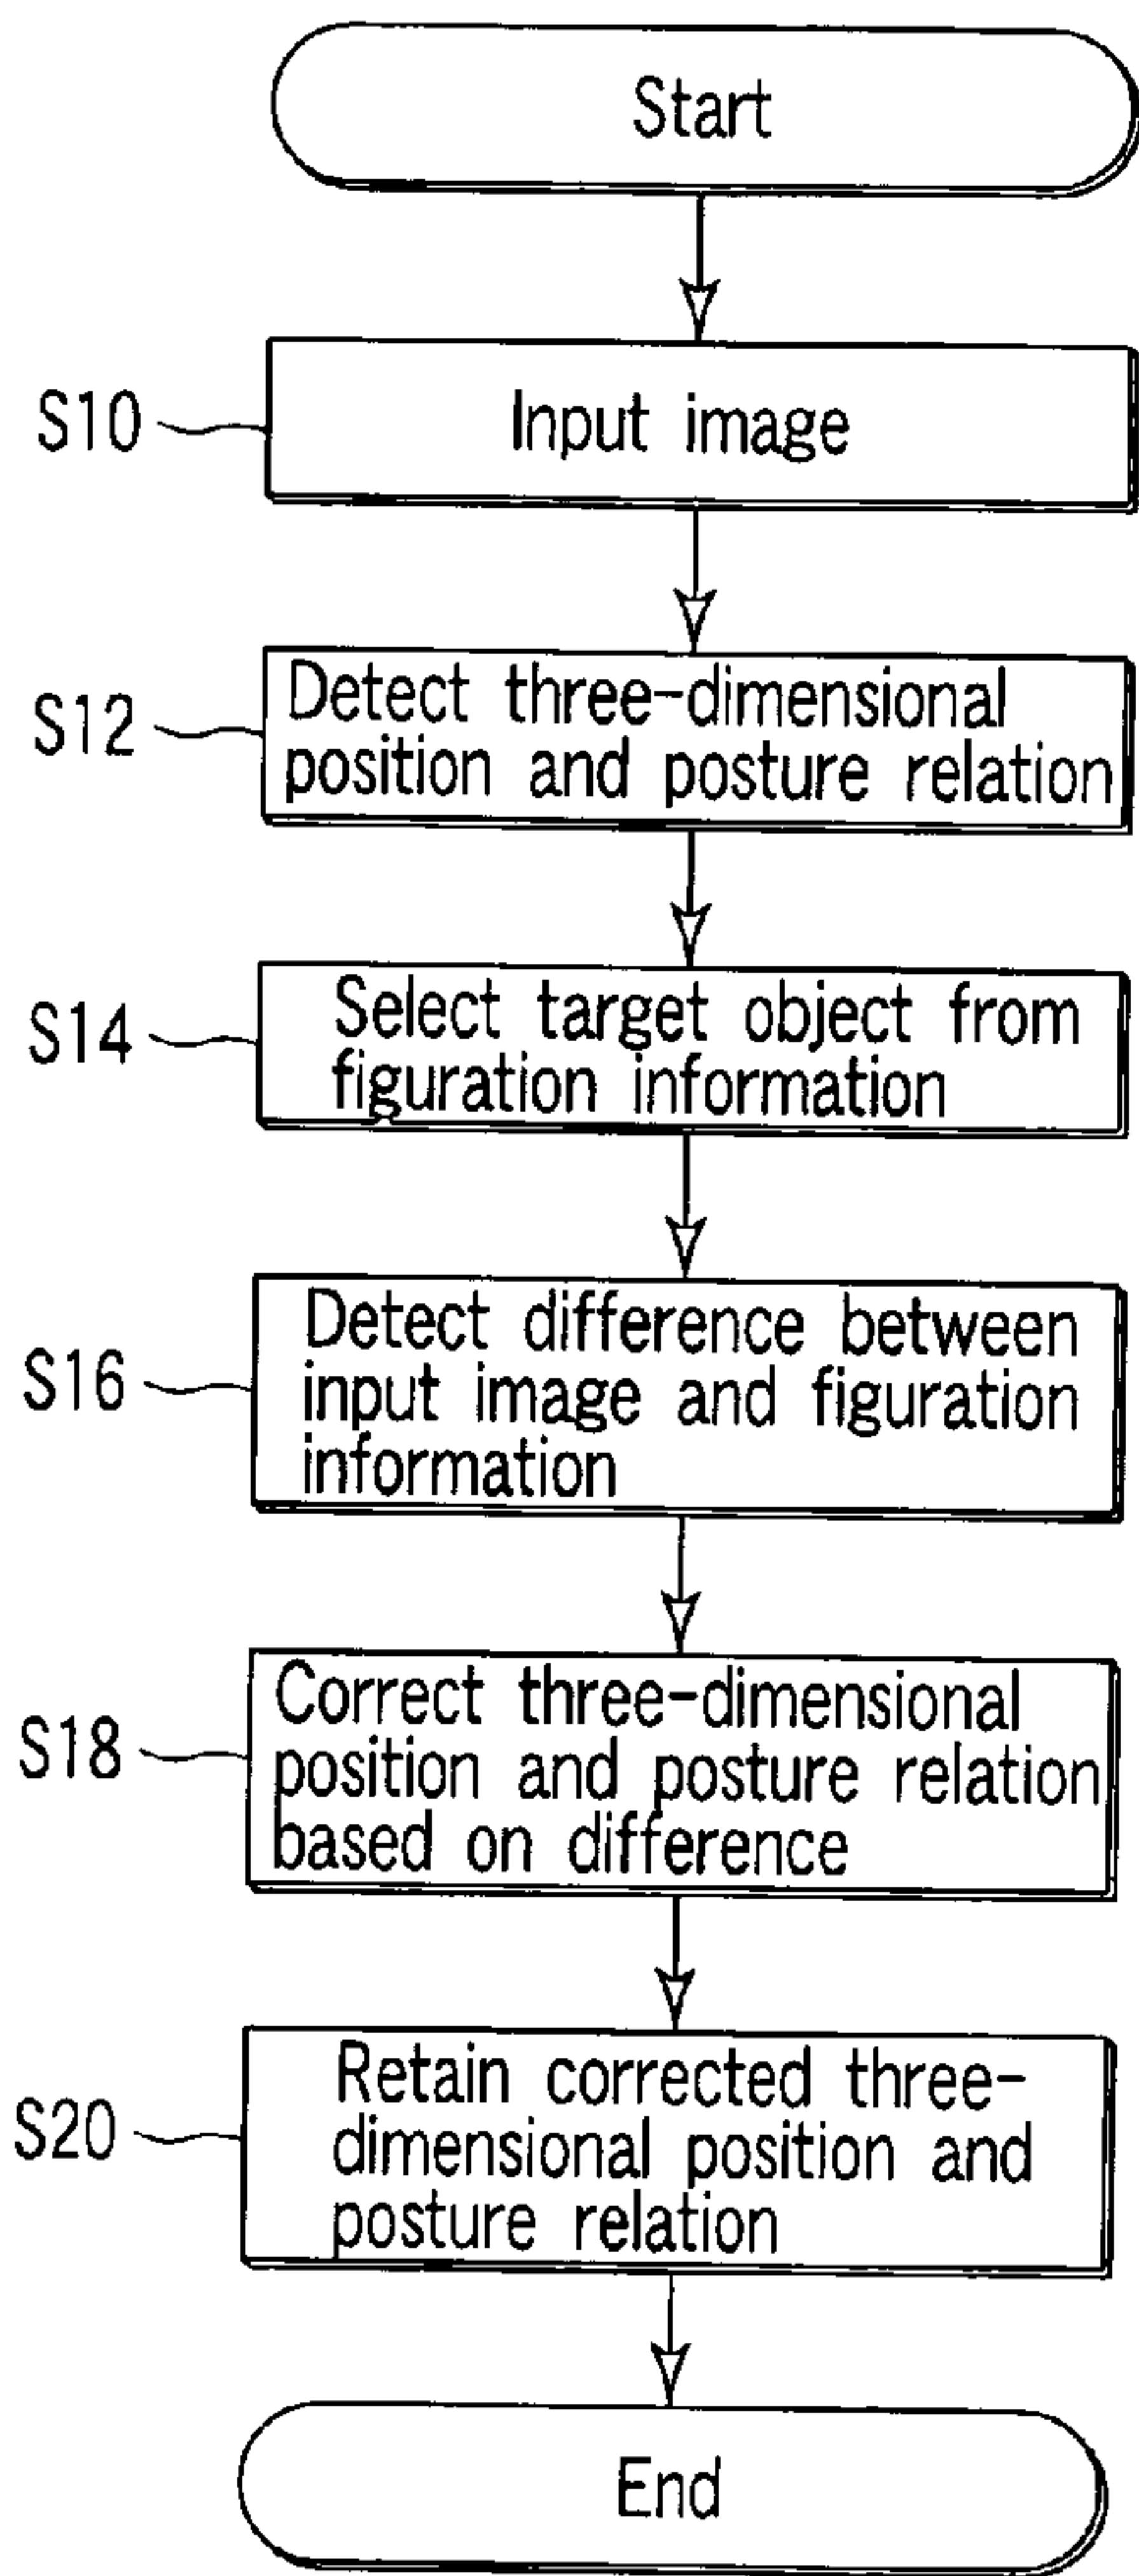 Start
S10
Input image
S12
Detect three-dimensional
position and posture relation
S14
Select target object from
figuration information
S16
Detect difference between
input image and figuration
information
S18
Correct three-dimensional
position and posture relation
based on difference
S20
Retain corrected three-
dimensional position and
posture relation
End